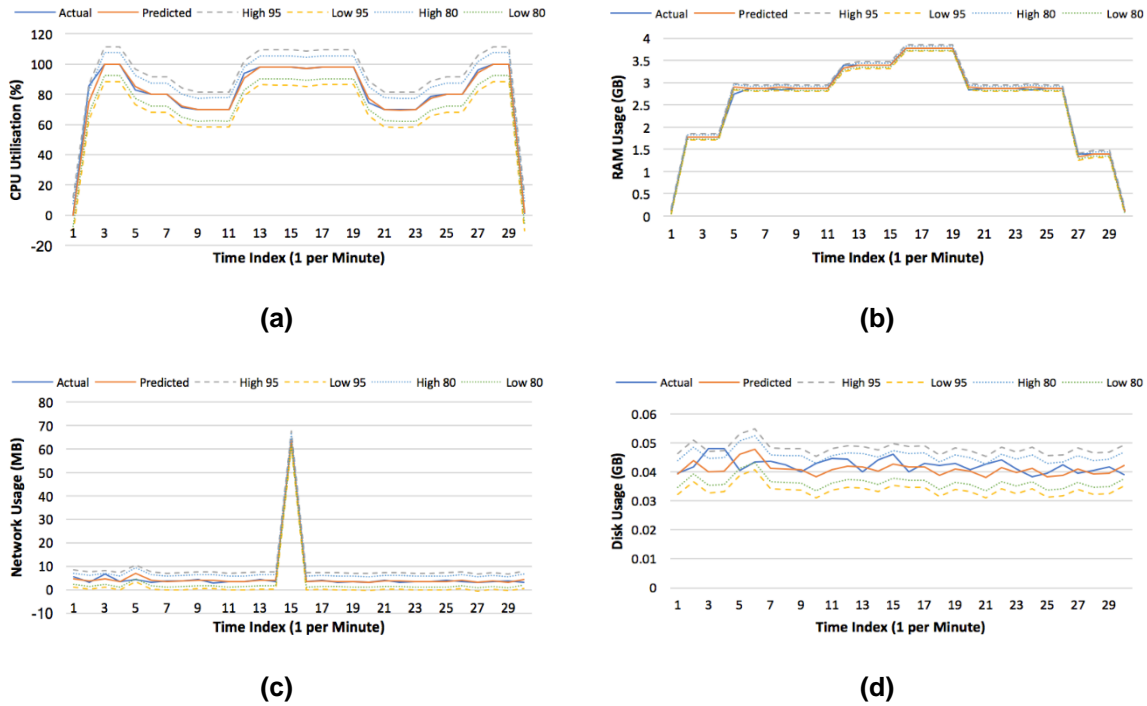 Actual Predicted High 95 Low 95 High 80 Low 80
120
100
80
60
40
20
0
-20
CPU Utilisation (%)
1 3 5 7 9 11 13 15 17 19 21 23 25 27 29
Time Index (1 per Minute)
(a)
Actual Predicted High 95 Low 95 High 80 Low 80
4
3.5
3
2.5
2
1.5
1
0.5
0
RAM Usage (GB)
1 3 5 7 9 11 13 15 17 19 21 23 25 27 29
Time Index (1 per Minute)
(b)
Actual Predicted High 95 Low 95 High 80 Low 80
80
70
60
50
40
30
20
10
0
-10
Network Usage (MB)
1 3 5 7 9 11 13 15 17 19 21 23 25 27 29
Time Index (1 per Minute)
(c)
Actual Predicted High 95 Low 95 High 80 Low 80
0.06
0.05
0.04
0.03
0.02
0.01
0
Disk Usage (GB)
1 3 5 7 9 11 13 15 17 19 21 23 25 27 29
Time Index (1 per Minute)
(d)